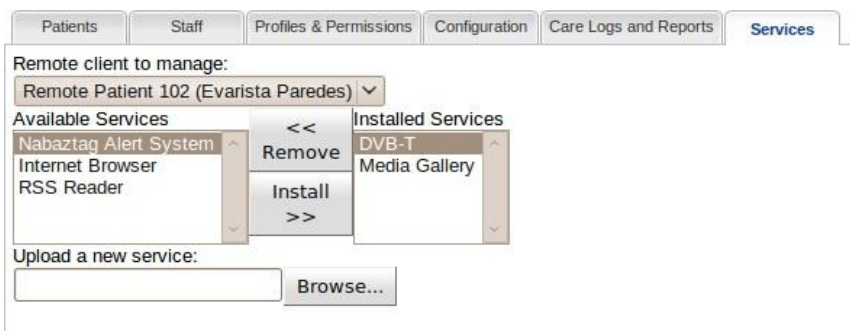 Patients Staff Profiles & Permissions Configuration Care Logs and Reports Services
Remote client to manage:
Remote Patient 102 (Evarista Paredes)
Available Services
Nabaztag Alert System
Internet Browser
RSS Reader
<<
Remove
Install
>>
Installed Services
DVB-T
Media Gallery
Upload a new service:
Browse...